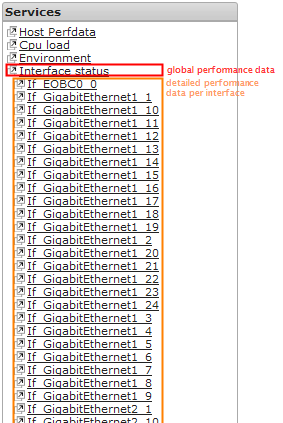 Services
Host Perfdata
Cpu load
Environment
Interface status
global performance data
If_EOBC0_0
detailed performance
data per interface
If_GigabitEthernet1_1
If_GigabitEthernet1_10
If_GigabitEthernet1_11
If_GigabitEthernet1_12
If_GigabitEthernet1_13
If_GigabitEthernet1_14
If_GigabitEthernet1_15
If_GigabitEthernet1_16
If_GigabitEthernet1_17
If_GigabitEthernet1_18
If_GigabitEthernet1_19
If_GigabitEthernet1_2
If_GigabitEthernet1_20
If_GigabitEthernet1_21
If_GigabitEthernet1_22
If_GigabitEthernet1_23
If_GigabitEthernet1_24
If_GigabitEthernet1_3
If_GigabitEthernet1_4
If_GigabitEthernet1_5
If_GigabitEthernet1_6
If_GigabitEthernet1_7
If_GigabitEthernet1_8
If_GigabitEthernet1_9
If_GigabitEthernet2_1
If_GigabitEthernet2_10